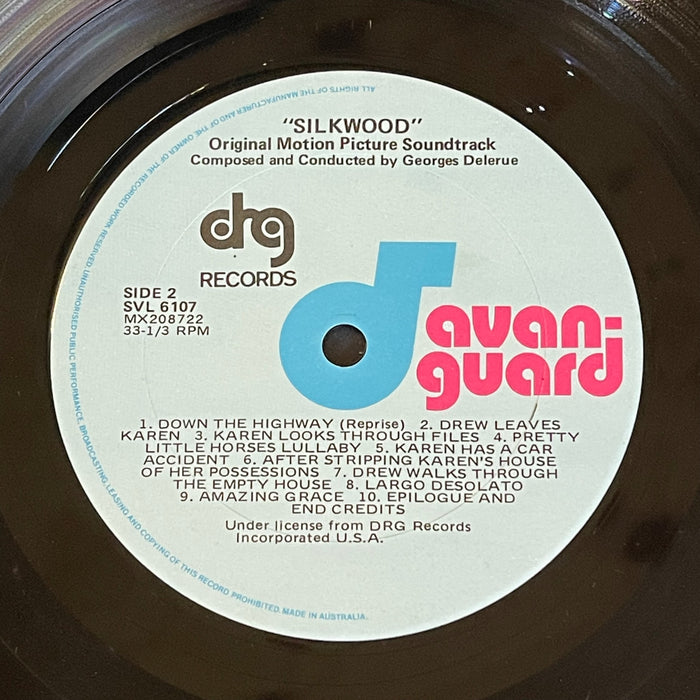 "SILKWOOD"
Original Motion Picture Soundtrack
Composed and Conducted by Georges Delerue
drg
RECORDS
SIDE 2
SVL 6107
MX208722
33-1/3 RPM
avan-
guard
1. DOWN THE HIGHWAY (Reprise) 2. DREW LEAVES
KAREN 3. KAREN LOOKS THROUGH FILES 4. PRETTY
LITTLE HORSES LULLABY 5. KAREN HAS A CAR
ACCIDENT 6. AFTER STRIPPING KAREN'S HOUSE
OF HER POSSESSIONS 7. DREW WALKS THROUGH
THE EMPTY HOUSE 8. LARGO DESOLATO
9. AMAZING GRACE 10. EPILOGUE AND
END CREDITS
Under license from DRG Records
Incorporated U.S.A.
ALL RIGHTS OF THE MANUFACTURER AND OF THE OWNER OF THE RECORDED WORK RESERVED. UNAUTHORISED PUBLIC PERFORMANCE, BROADCASTING, LEASING AND COPYING OF THIS RECORD PROHIBITED. MADE IN AUSTRALIA.